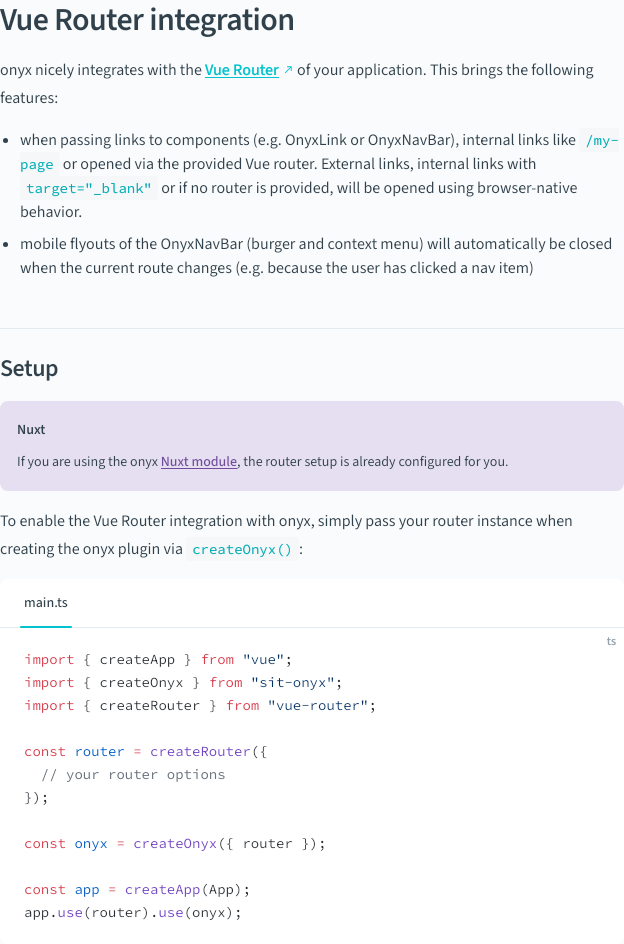 Vue Router integration
onyx nicely integrates with the Vue Router ↗ of your application. This brings the following
features:
• when passing links to components (e.g. OnyxLink or OnyxNavBar), internal links like /my-
page or opened via the provided Vue router. External links, internal links with
target="_blank" or if no router is provided, will be opened using browser-native
behavior.
• mobile flyouts of the OnyxNavBar (burger and context menu) will automatically be closed
when the current route changes (e.g. because the user has clicked a nav item)
Setup
Nuxt
If you are using the onyx Nuxt module, the router setup is already configured for you.
To enable the Vue Router integration with onyx, simply pass your router instance when
creating the onyx plugin via createOnyx() :
main.ts
ts
import { createApp } from "vue";
import { createOnyx } from "sit-onyx";
import { createRouter } from "vue-router";
const router = createRouter({
  // your router options
});
const onyx = createOnyx({ router });
const app = createApp(App);
app.use(router).use(onyx);